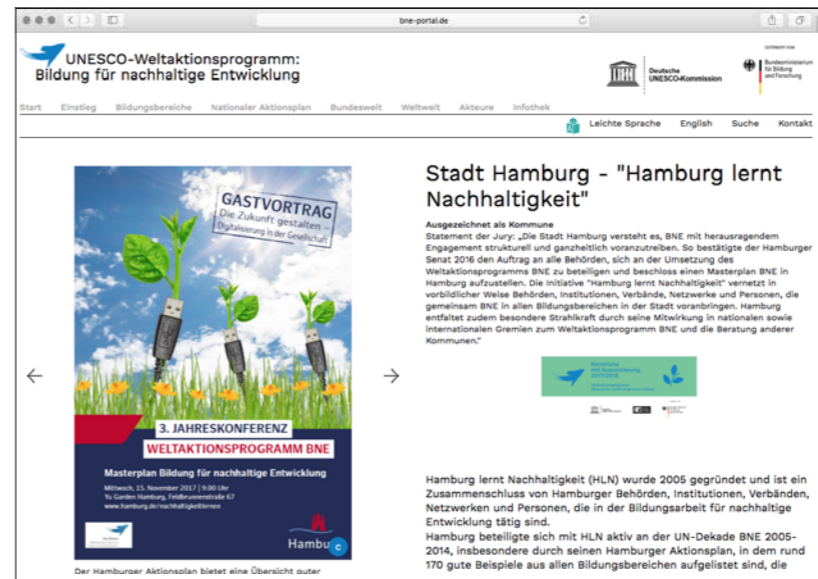 bne-portal.de
UNESCO-Weltaktionsprogramm:
Bildung für nachhaltige Entwicklung
Deutsche
UNESCO-Kommission
Bundesministerium
für Bildung
und Forschung
Start Einstieg Bildungsbereiche Nationaler Aktionsplan Bundesweit Weltweit Akteure Infothek
Leichte Sprache English Suche Kontakt
GASTVORTRAG
Die Zukunft gestalten –
Digitalisierung in der Gesellschaft
3. JAHRESKONFERENZ
WELTAKTIONSPROGRAMM BNE
Masterplan Bildung für nachhaltige Entwicklung
Mittwoch, 15. November 2017 | 9:00 Uhr
Yu Garden Hamburg, Feldbrunnenstraße 67
www.hamburg.de/nachhaltigkeitlernen
Hambu
c
Der Hamburger Aktionsplan bietet eine Übersicht guter
Stadt Hamburg - "Hamburg lernt
Nachhaltigkeit"
Ausgezeichnet als Kommune
Statement der Jury: „Die Stadt Hamburg versteht es, BNE mit herausragendem
Engagement strukturell und ganzheitlich voranzutreiben. So bestätigte der Hamburger
Senat 2016 den Auftrag an alle Behörden, sich an der Umsetzung des
Weltaktionsprogramms BNE zu beteiligen und beschloss einen Masterplan BNE in
Hamburg aufzustellen. Die Initiative "Hamburg lernt Nachhaltigkeit" vernetzt in
vorbildlicher Weise Behörden, Institutionen, Verbände, Netzwerke und Personen, die
gemeinsam BNE in allen Bildungsbereichen in der Stadt voranbringen. Hamburg
entfaltet zudem besondere Strahlkraft durch seine Mitwirkung in nationalen sowie
internationalen Gremien zum Weltaktionsprogramm BNE und die Beratung anderer
Kommunen."
Kommune
mit Auszeichnung
2017/2018
Hamburg lernt Nachhaltigkeit (HLN) wurde 2005 gegründet und ist ein
Zusammenschluss von Hamburger Behörden, Institutionen, Verbänden,
Netzwerken und Personen, die in der Bildungsarbeit für nachhaltige
Entwicklung tätig sind.
Hamburg beteiligte sich mit HLN aktiv an der UN-Dekade BNE 2005-
2014, insbesondere durch seinen Hamburger Aktionsplan, in dem rund
170 gute Beispiele aus allen Bildungsbereichen aufgelistet sind, die